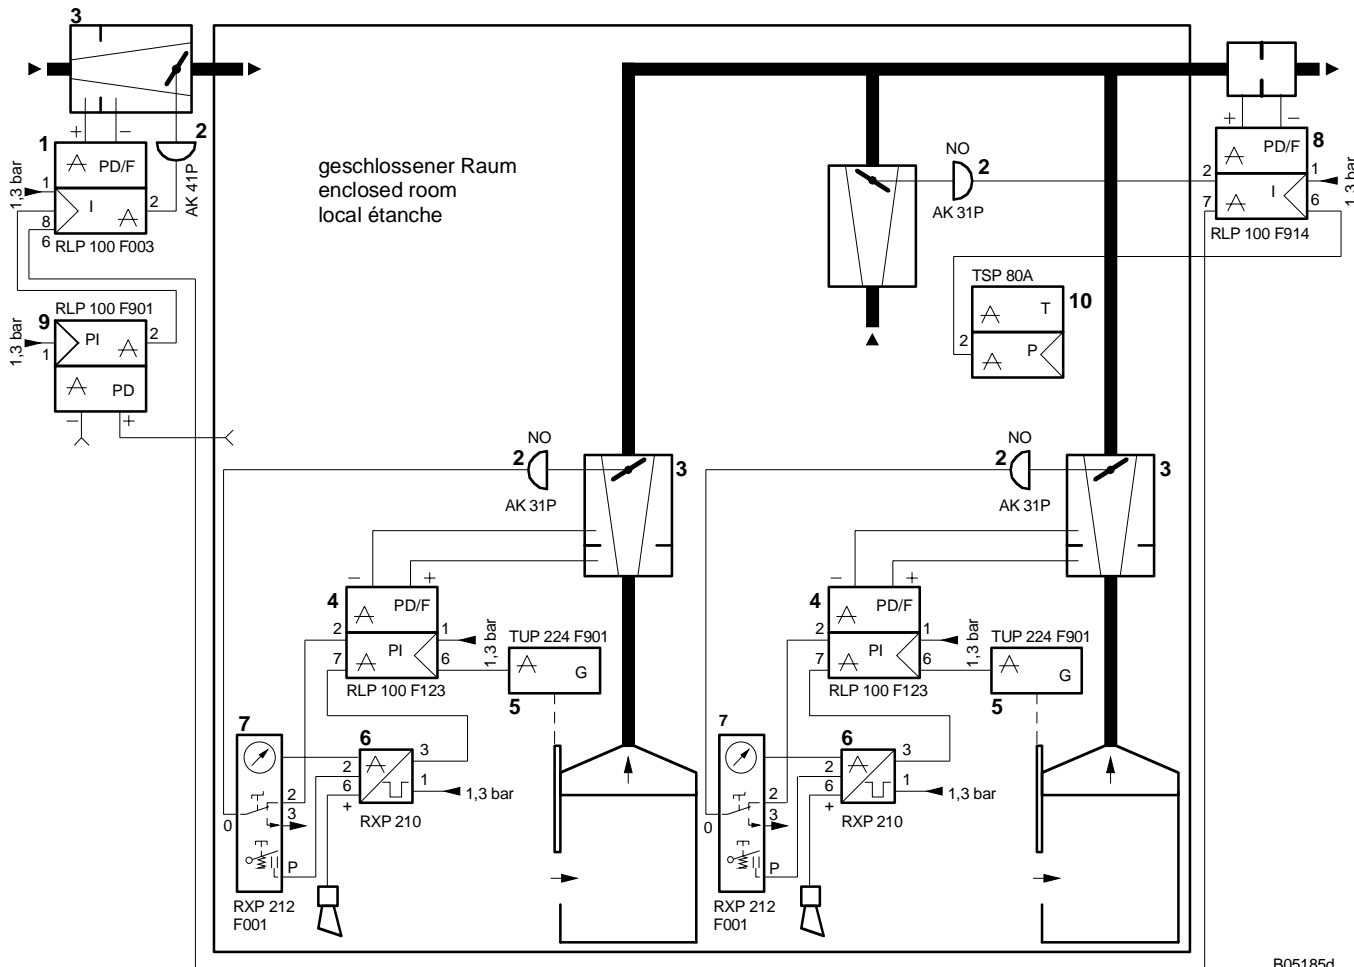 3
1
+
−
2
PD/F
1,3 bar
1
8
6
I
2
AK 41P
RLP 100 F003
RLP 100 F901
9
1,3 bar
1
PI
2
PD
−
+
geschlossener Raum
enclosed room
local étanche
NO
2
AK 31P
TSP 80A
10
T
2
P
+
−
8
PD/F
2
1
7
I
6
1,3 bar
RLP 100 F914
NO
2
3
AK 31P
−
+
4
PD/F
2
1
7
PI
6
1,3 bar
RLP 100 F123
TUP 224 F901
G
5
7
6
3
2
6
1
+
1,3 bar
RXP 210
2
3
0
P
RXP 212
F001
NO
2
3
AK 31P
−
+
4
PD/F
2
1
7
PI
6
1,3 bar
RLP 100 F123
TUP 224 F901
G
5
7
6
3
2
6
1
+
1,3 bar
RXP 210
2
3
0
P
RXP 212
F001
B05185d